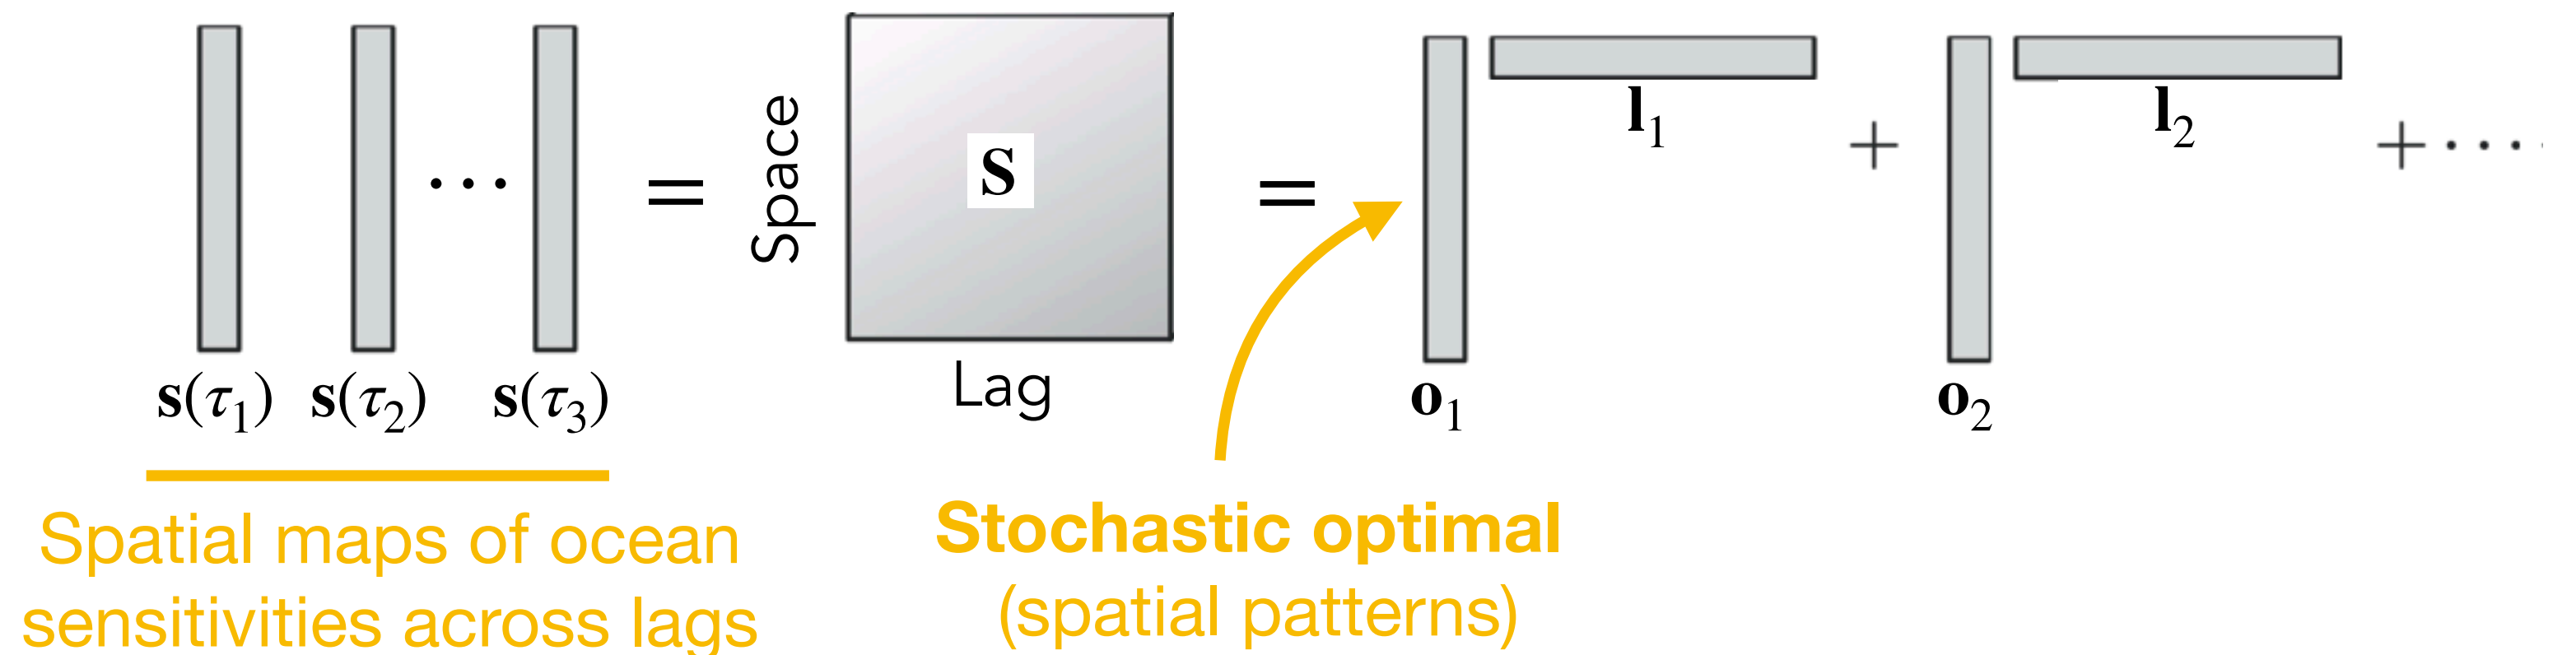 s(τ₁) s(τ₂) ··· s(τ₃)
=
Space
S
Lag
=
o₁ l₁
+
o₂ l₂
+ ····
Spatial maps of ocean
sensitivities across lags
Stochastic optimal
(spatial patterns)